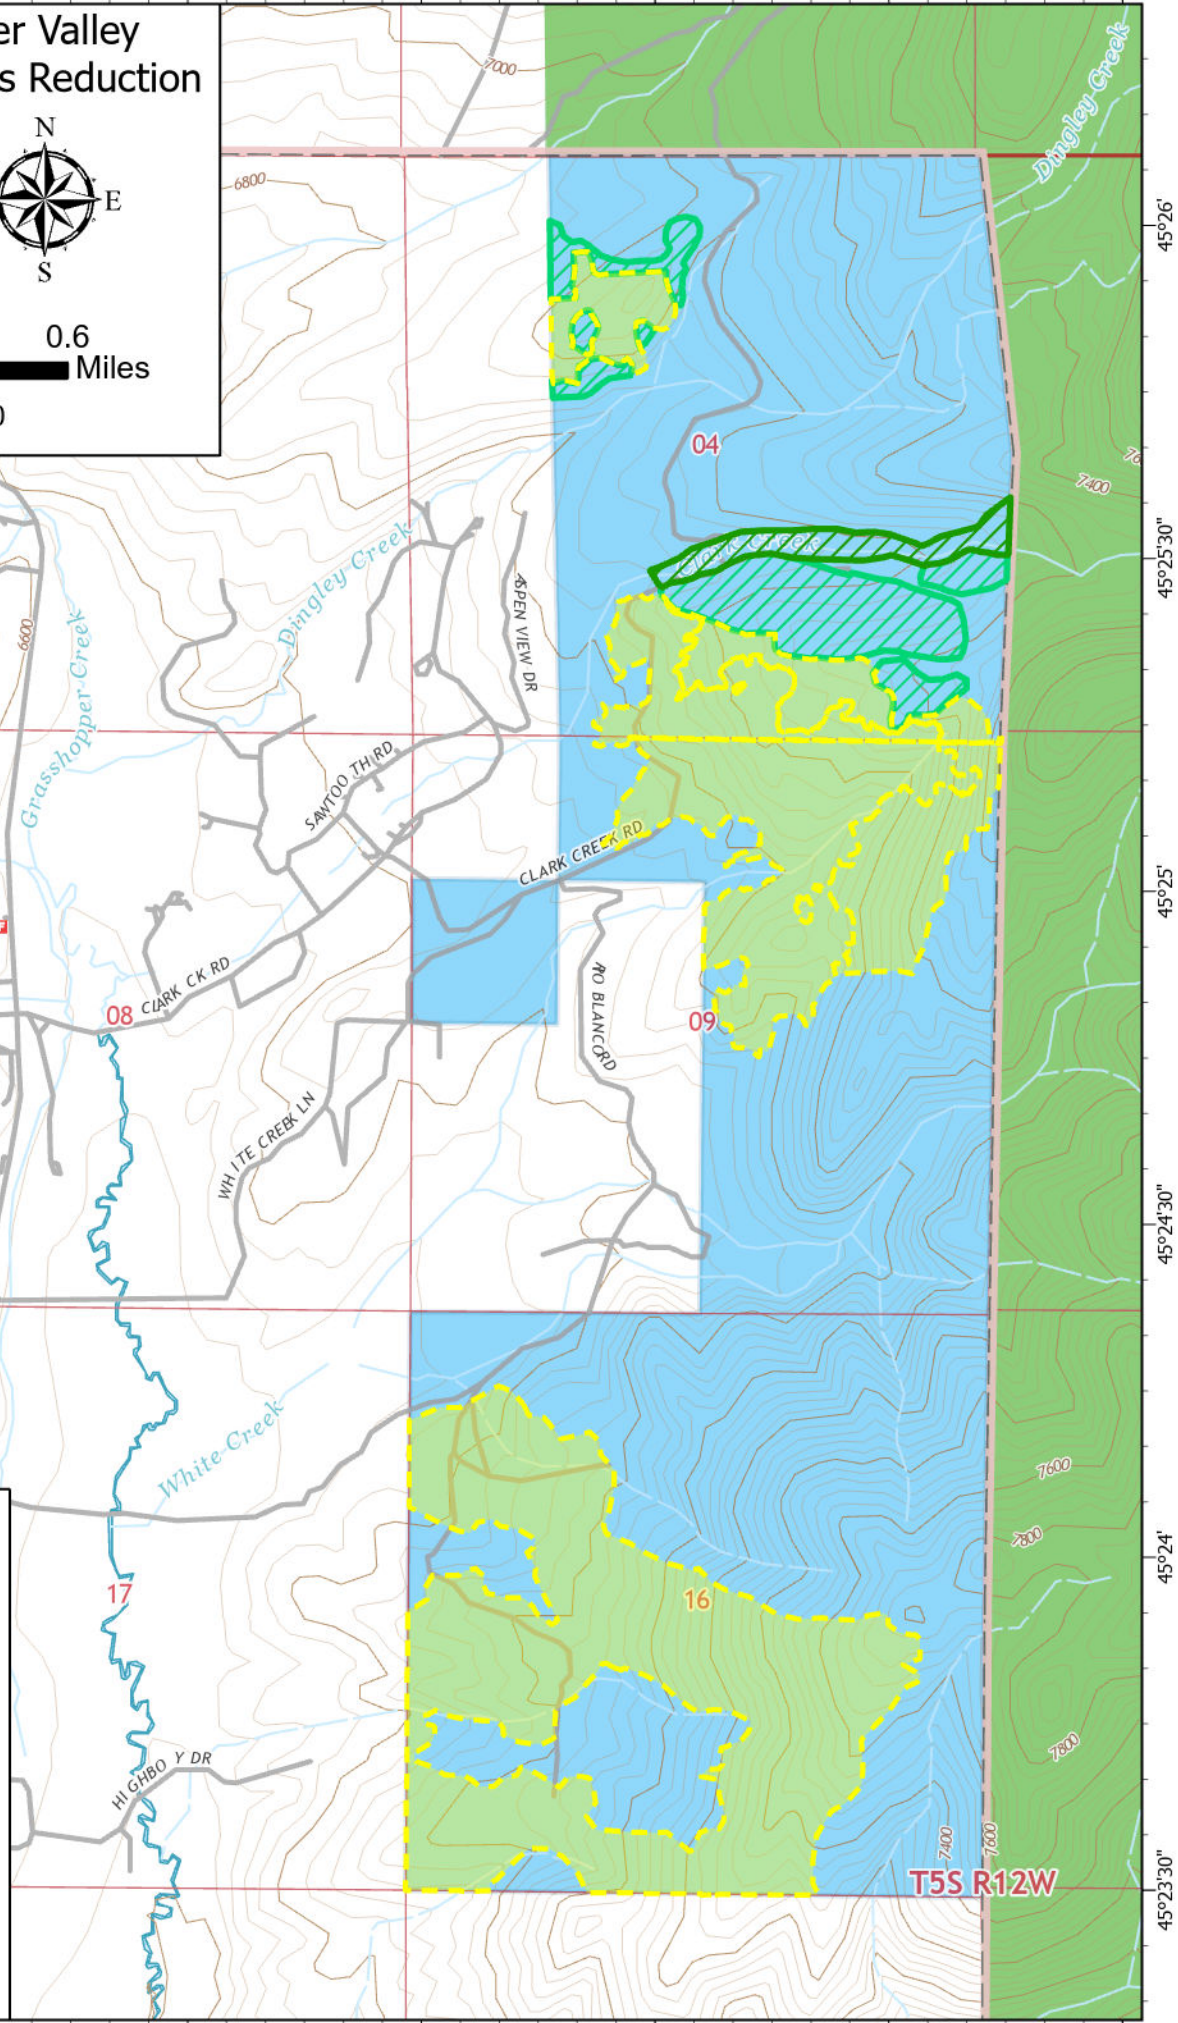 er Valley
s Reduction
N
E
S
0.6
Miles
7000
6800
Dingley Creek
45°26'
04
7400
Clark Creek
45°25'30"
Dingley Creek
ASPEN VIEW DR
6600
Grasshopper Creek
SAWTOOTH RD
CLARK CREEK RD
45°25'
CLARK CK RD
08
09
RIO BLANCO RD
WHITE CREEK LN
45°24'30"
White Creek
7600
7800
45°24'
17
16
7800
HIGHBOY DR
7400
7600
T5S R12W
45°23'30"